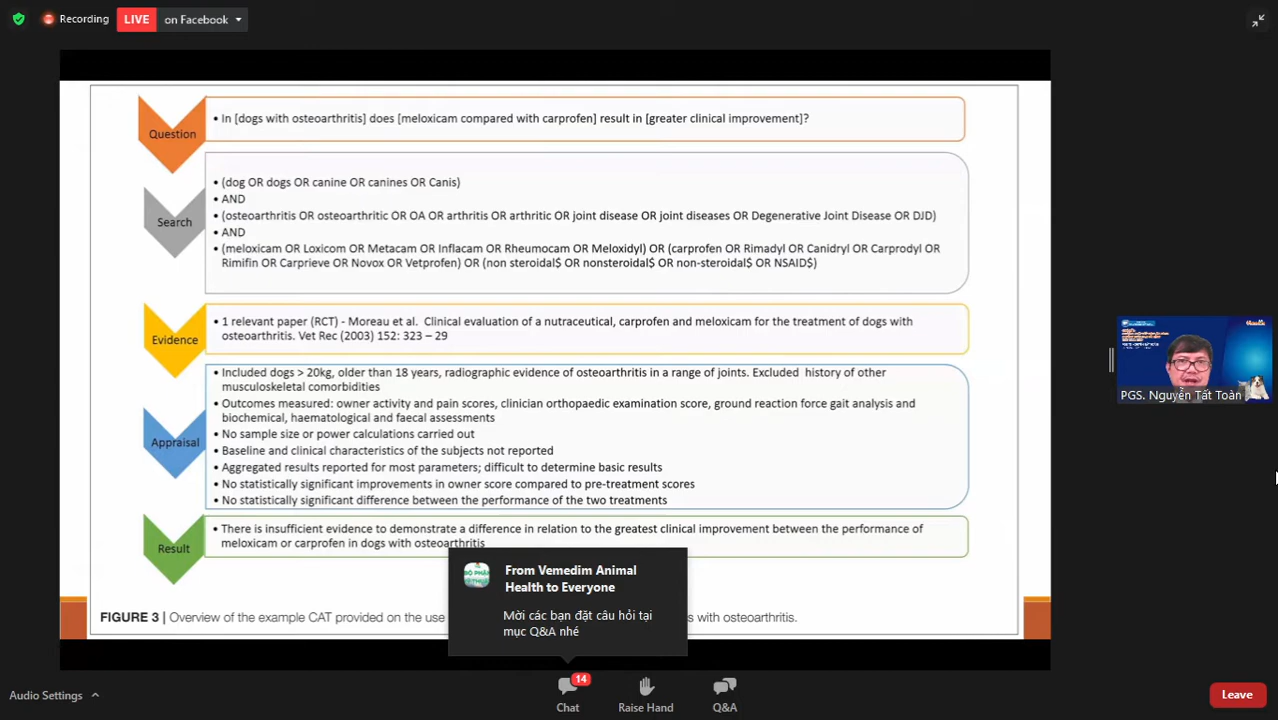 Recording
LIVE on Facebook
Question
• In [dogs with osteoarthritis] does [meloxicam compared with carprofen] result in [greater clinical improvement]?
Search
• (dog OR dogs OR canine OR canines OR Canis)
• AND
• (osteoarthritis OR osteoarthritic OR OA OR arthritis OR arthritic OR joint disease OR joint diseases OR Degenerative Joint Disease OR DJD)
• AND
• (meloxicam OR Loxicom OR Metacam OR Inflacam OR Rheumocam OR Meloxidyl) OR (carprofen OR Rimadyl OR Canidryl OR Carprodyl OR
Rimifin OR Carprieve OR Novox OR Vetprofen) OR (non steroidal$ OR nonsteroidal$ OR non-steroidal$ OR NSAID$)
Evidence
• 1 relevant paper (RCT) - Moreau et al. Clinical evaluation of a nutraceutical, carprofen and meloxicam for the treatment of dogs with
osteoarthritis. Vet Rec (2003) 152: 323 – 29
Appraisal
• Included dogs > 20kg, older than 18 years, radiographic evidence of osteoarthritis in a range of joints. Excluded history of other
musculoskeletal comorbidities
• Outcomes measured: owner activity and pain scores, clinician orthopaedic examination score, ground reaction force gait analysis and
biochemical, haematological and faecal assessments
• No sample size or power calculations carried out
• Baseline and clinical characteristics of the subjects not reported
• Aggregated results reported for most parameters; difficult to determine basic results
• No statistically significant improvements in owner score compared to pre-treatment scores
• No statistically significant difference between the performance of the two treatments
Result
• There is insufficient evidence to demonstrate a difference in relation to the greatest clinical improvement between the performance of
meloxicam or carprofen in dogs with osteoarthritis
FIGURE 3 | Overview of the example CAT provided on the use
s with osteoarthritis.
From Vemedim Animal
Health to Everyone
Mời các bạn đặt câu hỏi tại
mục Q&A nhé
PGS. Nguyễn Tất Toàn
Audio Settings
14
Chat
Raise Hand
Q&A
Leave